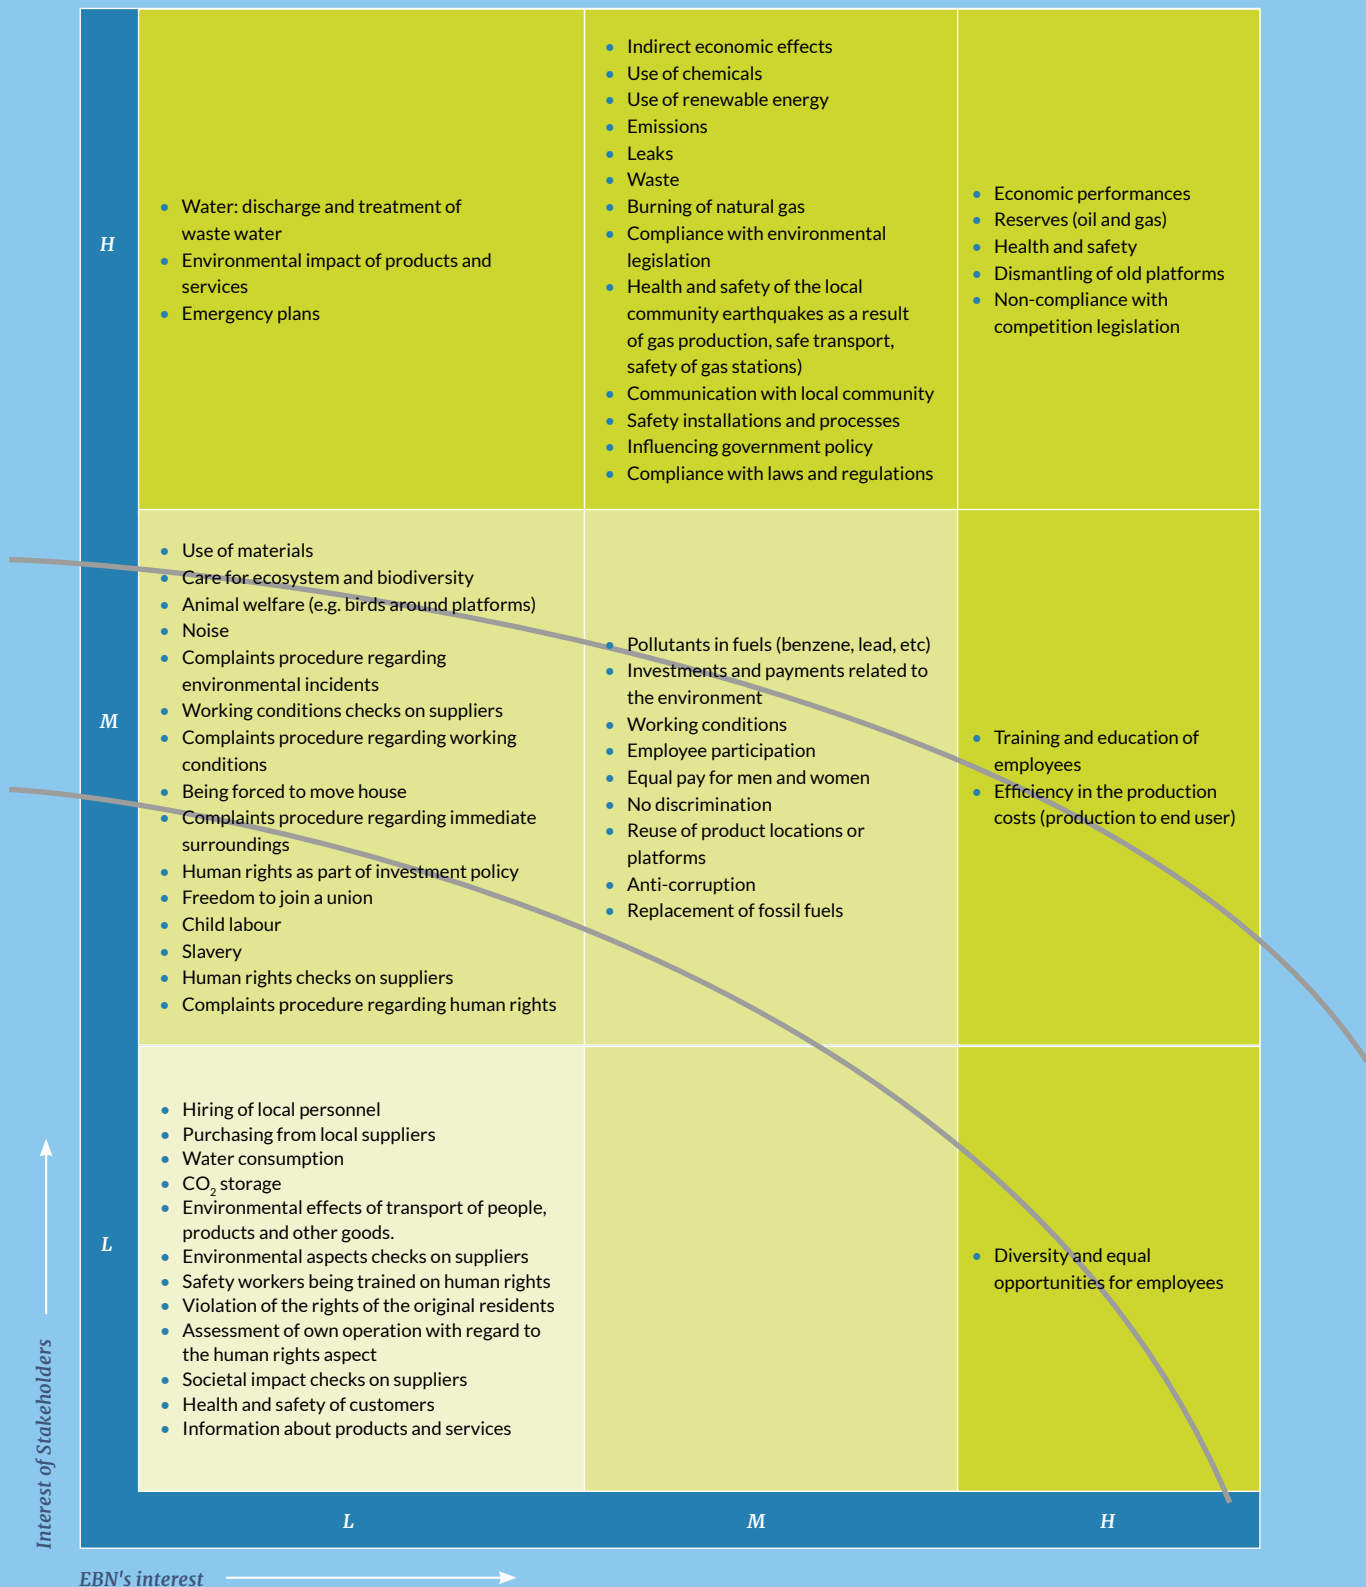 H
• Water: discharge and treatment of
waste water
• Environmental impact of products and
services
• Emergency plans
• Indirect economic effects
• Use of chemicals
• Use of renewable energy
• Emissions
• Leaks
• Waste
• Burning of natural gas
• Compliance with environmental
legislation
• Health and safety of the local
community earthquakes as a result
of gas production, safe transport,
safety of gas stations)
• Communication with local community
• Safety installations and processes
• Influencing government policy
• Compliance with laws and regulations
• Economic performances
• Reserves (oil and gas)
• Health and safety
• Dismantling of old platforms
• Non-compliance with
competition legislation
M
• Use of materials
• Care for ecosystem and biodiversity
• Animal welfare (e.g. birds around platforms)
• Noise
• Complaints procedure regarding
environmental incidents
• Working conditions checks on suppliers
• Complaints procedure regarding working
conditions
• Being forced to move house
• Complaints procedure regarding immediate
surroundings
• Human rights as part of investment policy
• Freedom to join a union
• Child labour
• Slavery
• Human rights checks on suppliers
• Complaints procedure regarding human rights
• Pollutants in fuels (benzene, lead, etc)
• Investments and payments related to
the environment
• Working conditions
• Employee participation
• Equal pay for men and women
• No discrimination
• Reuse of product locations or
platforms
• Anti-corruption
• Replacement of fossil fuels
• Training and education of
employees
• Efficiency in the production
costs (production to end user)
L
• Hiring of local personnel
• Purchasing from local suppliers
• Water consumption
• CO₂ storage
• Environmental effects of transport of people,
products and other goods.
• Environmental aspects checks on suppliers
• Safety workers being trained on human rights
• Violation of the rights of the original residents
• Assessment of own operation with regard to
the human rights aspect
• Societal impact checks on suppliers
• Health and safety of customers
• Information about products and services
• Diversity and equal
opportunities for employees
Interest of Stakeholders
L
M
H
EBN's interest